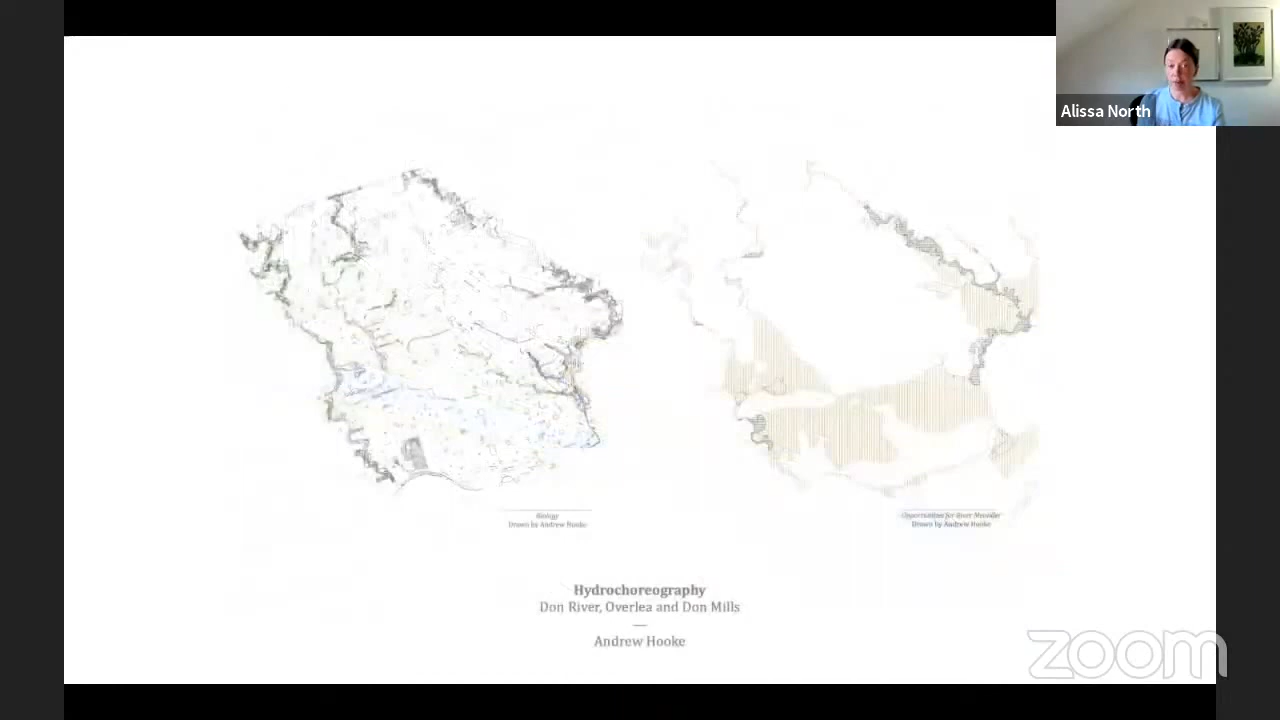 Alissa North
Biology
Drawn by Andrew Hooke
Opportunities for River Meander
Drawn by Andrew Hooke
Hydrochoreography
Don River, Overlea and Don Mills
Andrew Hooke
zoom